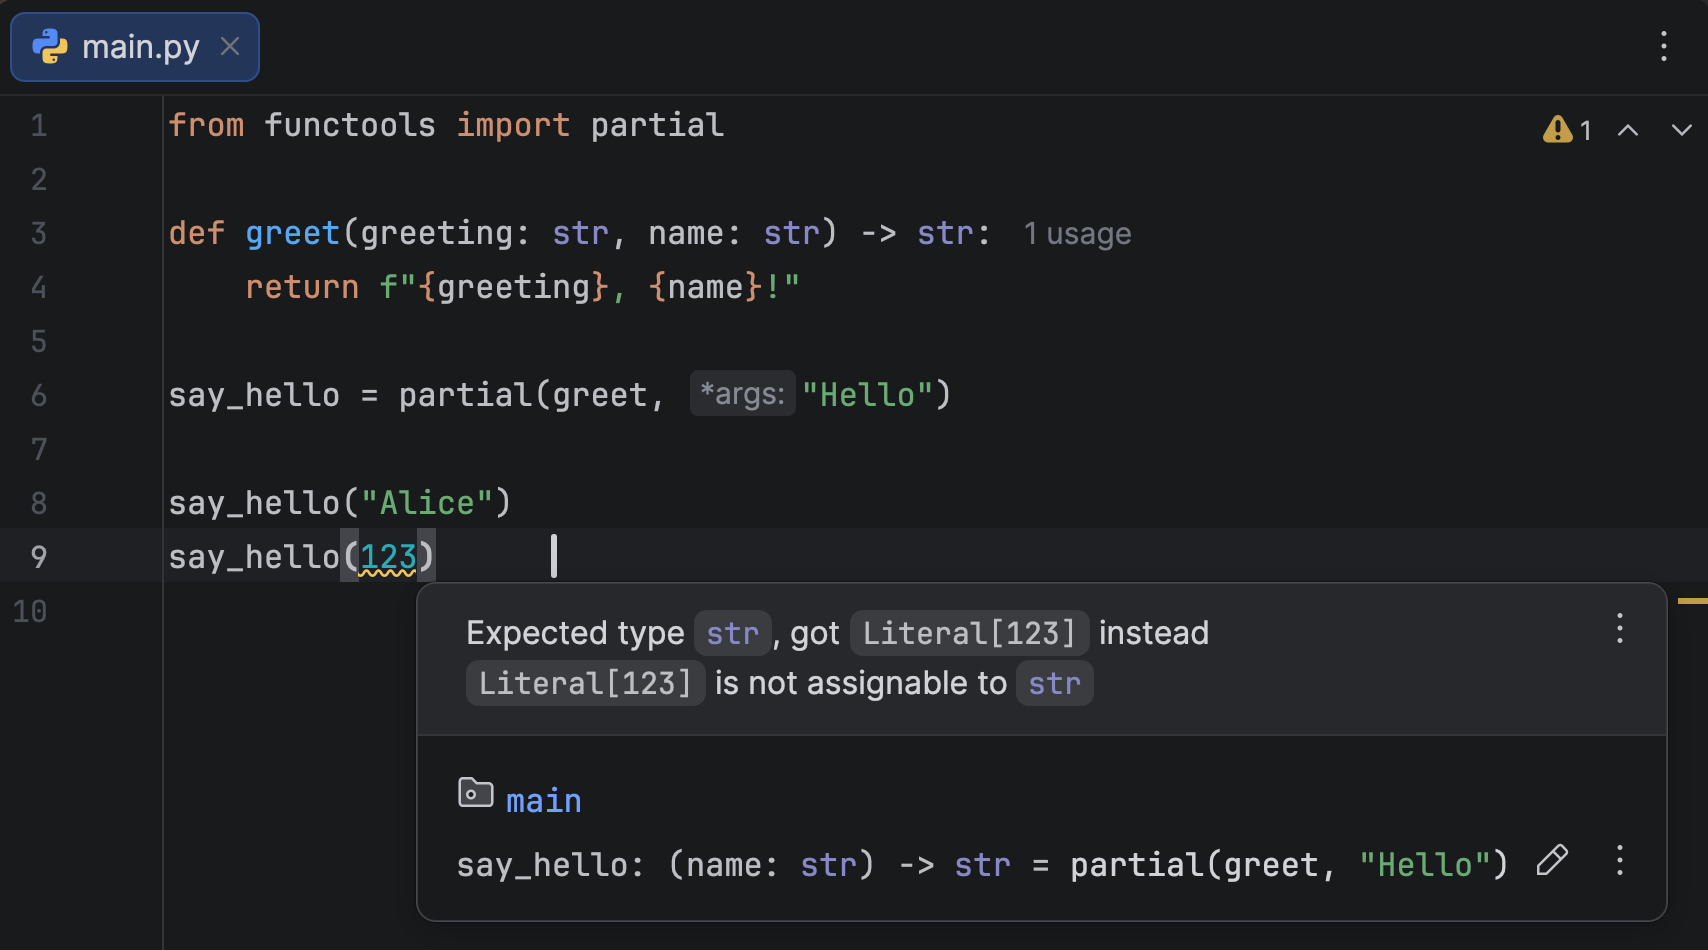 main.py
1
1 from functools import partial
2
3 def greet(greeting: str, name: str) -> str: 1 usage
4     return f"{greeting}, {name}!"
5
6 say_hello = partial(greet, *args: "Hello")
7
8 say_hello("Alice")
9 say_hello(123)
10
Expected type str, got Literal[123] instead
Literal[123] is not assignable to str
main
say_hello: (name: str) -> str = partial(greet, "Hello")